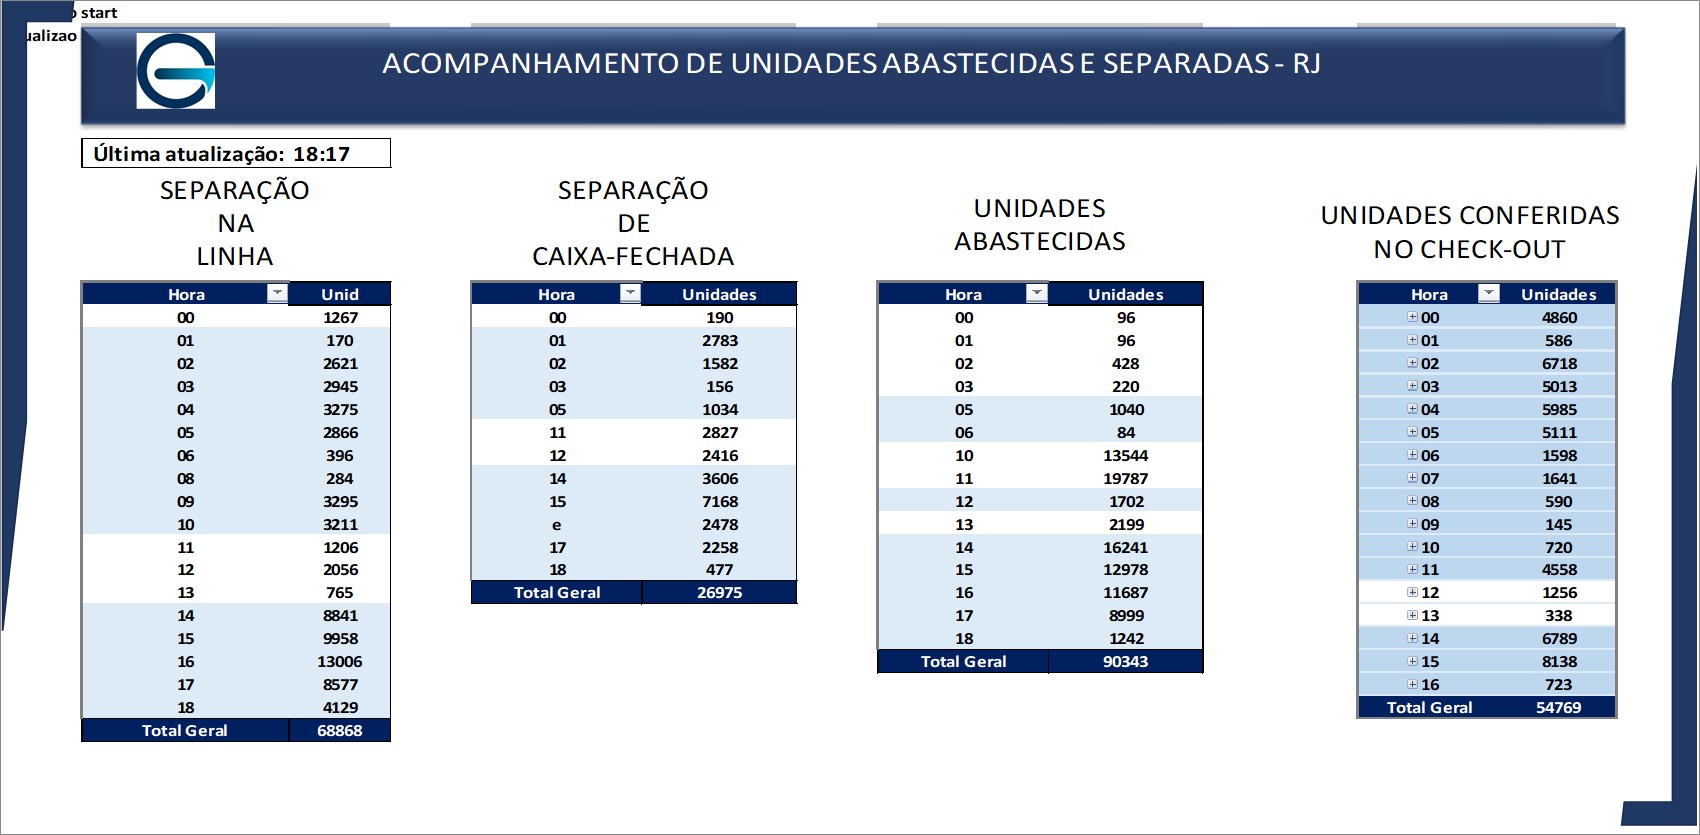 start
ualizao
ACOMPANHAMENTO DE UNIDADES ABASTECIDAS E SEPARADAS - RJ
Última atualização: 18:17
SEPARAÇÃO
NA
LINHA
Hora Unid
00 1267
01 170
02 2621
03 2945
04 3275
05 2866
06 396
08 284
09 3295
10 3211
11 1206
12 2056
13 765
14 8841
15 9958
16 13006
17 8577
18 4129
Total Geral 68868
SEPARAÇÃO
DE
CAIXA-FECHADA
Hora Unidades
00 190
01 2783
02 1582
03 156
05 1034
11 2827
12 2416
14 3606
15 7168
e 2478
17 2258
18 477
Total Geral 26975
UNIDADES
ABASTECIDAS
Hora Unidades
00 96
01 96
02 428
03 220
05 1040
06 84
10 13544
11 19787
12 1702
13 2199
14 16241
15 12978
16 11687
17 8999
18 1242
Total Geral 90343
UNIDADES CONFERIDAS
NO CHECK-OUT
Hora Unidades
00 4860
01 586
02 6718
03 5013
04 5985
05 5111
06 1598
07 1641
08 590
09 145
10 720
11 4558
12 1256
13 338
14 6789
15 8138
16 723
Total Geral 54769